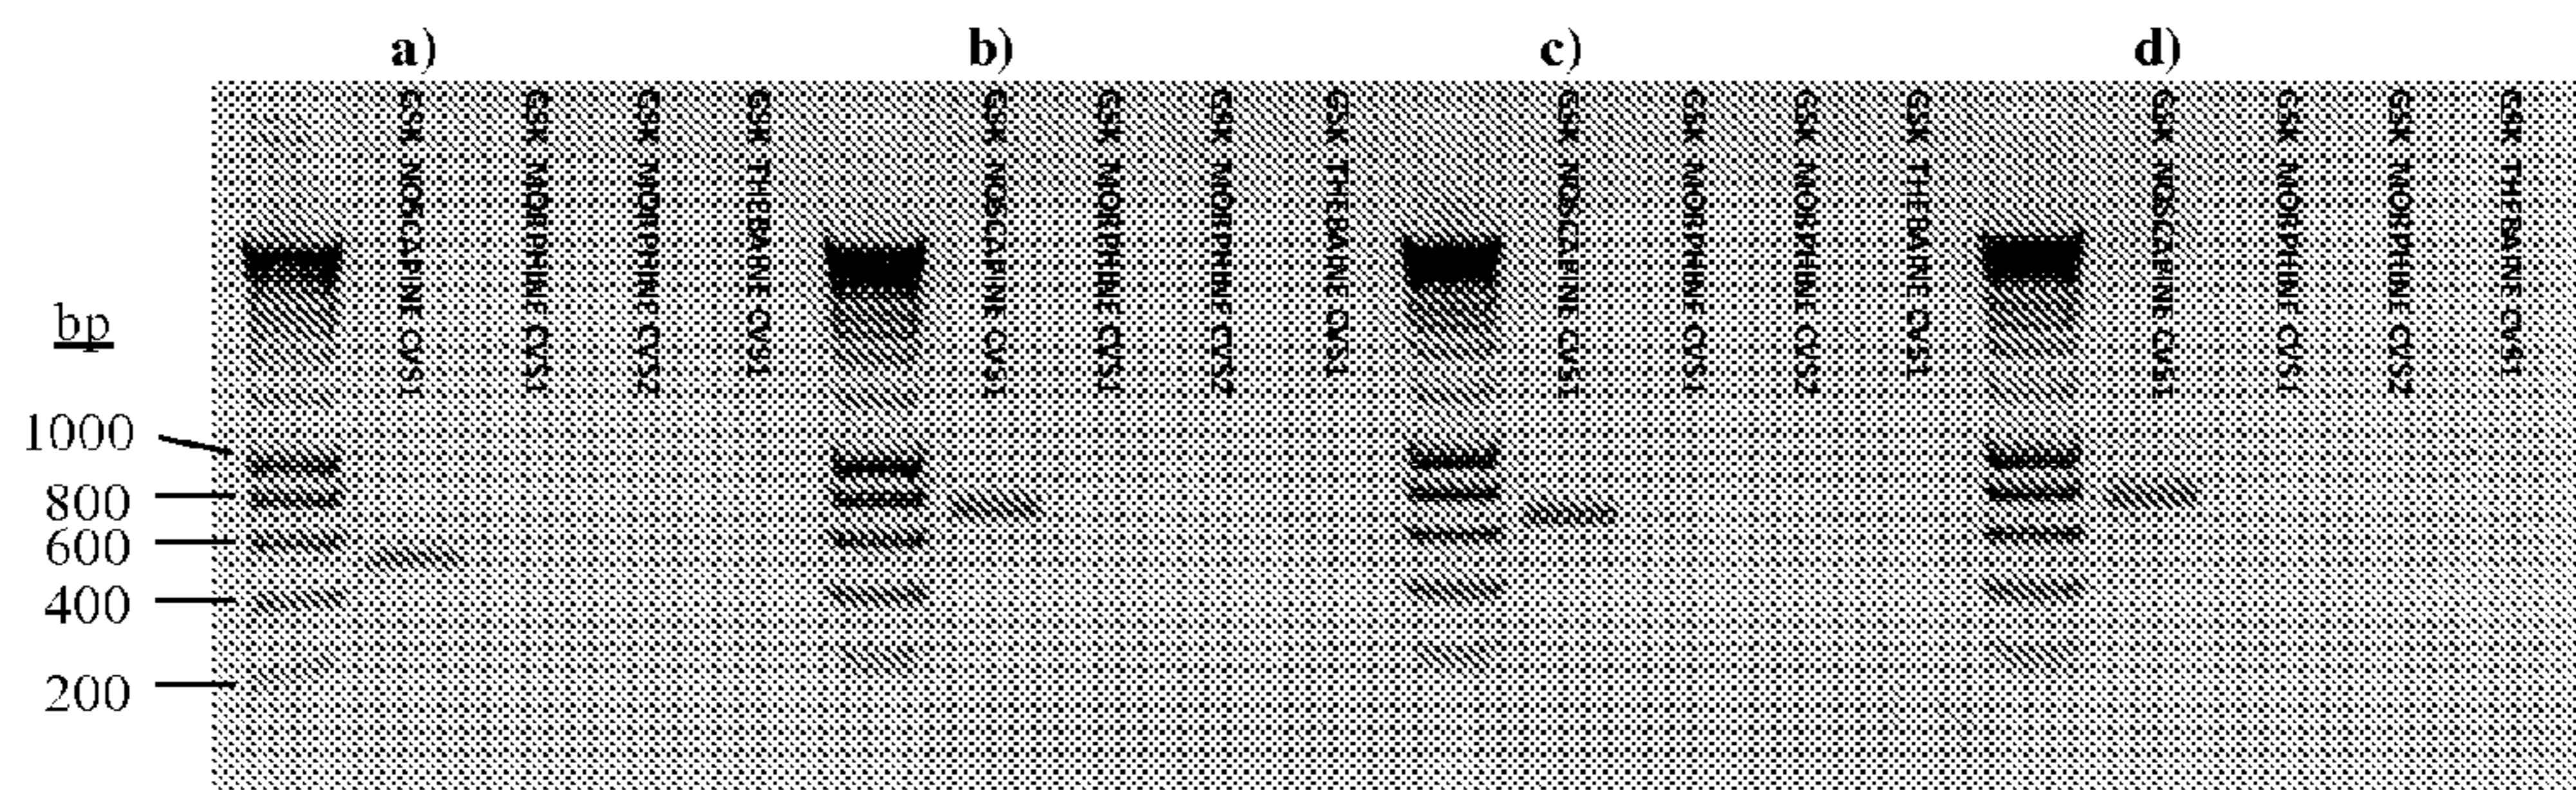 a) b) c) d)
GSK NOSCAPINE CVS1
GSK MORPHINE CVS1
GSK MORPHINE CVS2
GSK THEBAINE CVS1
GSK NOSCAPINE CVS1
GSK MORPHINE CVS1
GSK MORPHINE CVS2
GSK THEBAINE CVS1
GSK NOSCAPINE CVS1
GSK MORPHINE CVS1
GSK MORPHINE CVS2
GSK THEBAINE CVS1
GSK NOSCAPINE CVS1
GSK MORPHINE CVS1
GSK MORPHINE CVS2
GSK THEBAINE CVS1
bp
1000
800
600
400
200